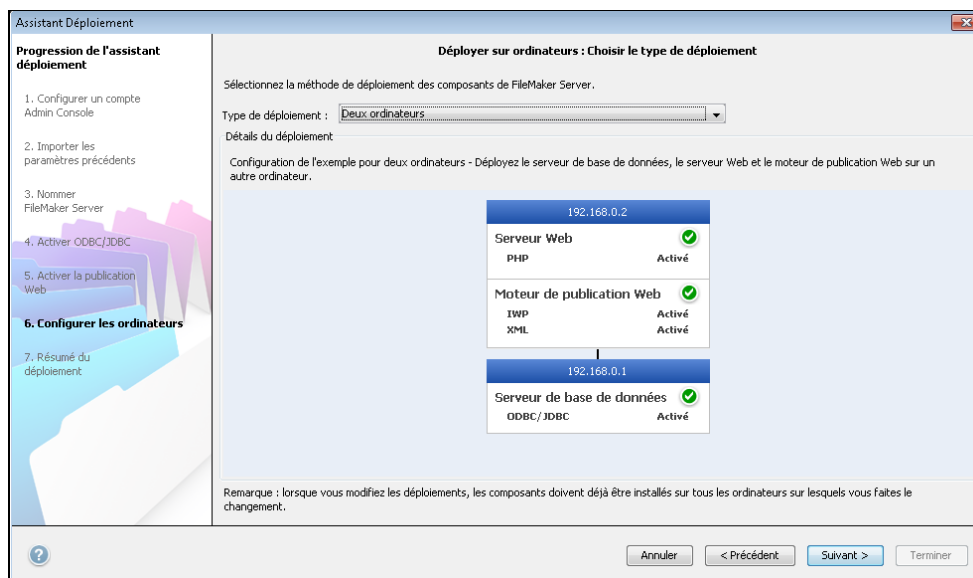 Assistant Déploiement
Progression de l'assistant
déploiement
1. Configurer un compte
Admin Console
2. Importer les
paramètres précédents
3. Nommer
FileMaker Server
4. Activer ODBC/JDBC
5. Activer la publication
Web
6. Configurer les ordinateurs
7. Résumé du
déploiement
Déployer sur ordinateurs : Choisir le type de déploiement
Sélectionnez la méthode de déploiement des composants de FileMaker Server.
Type de déploiement : Deux ordinateurs
Détails du déploiement
Configuration de l'exemple pour deux ordinateurs - Déployez le serveur de base de données, le serveur Web et le moteur de publication Web sur un
autre ordinateur.
192.168.0.2
Serveur Web
PHP Activé
Moteur de publication Web
IWP Activé
XML Activé
192.168.0.1
Serveur de base de données
ODBC/JDBC Activé
Remarque : lorsque vous modifiez les déploiements, les composants doivent déjà être installés sur tous les ordinateurs sur lesquels vous faites le
changement.
? Annuler < Précédent Suivant > Terminer